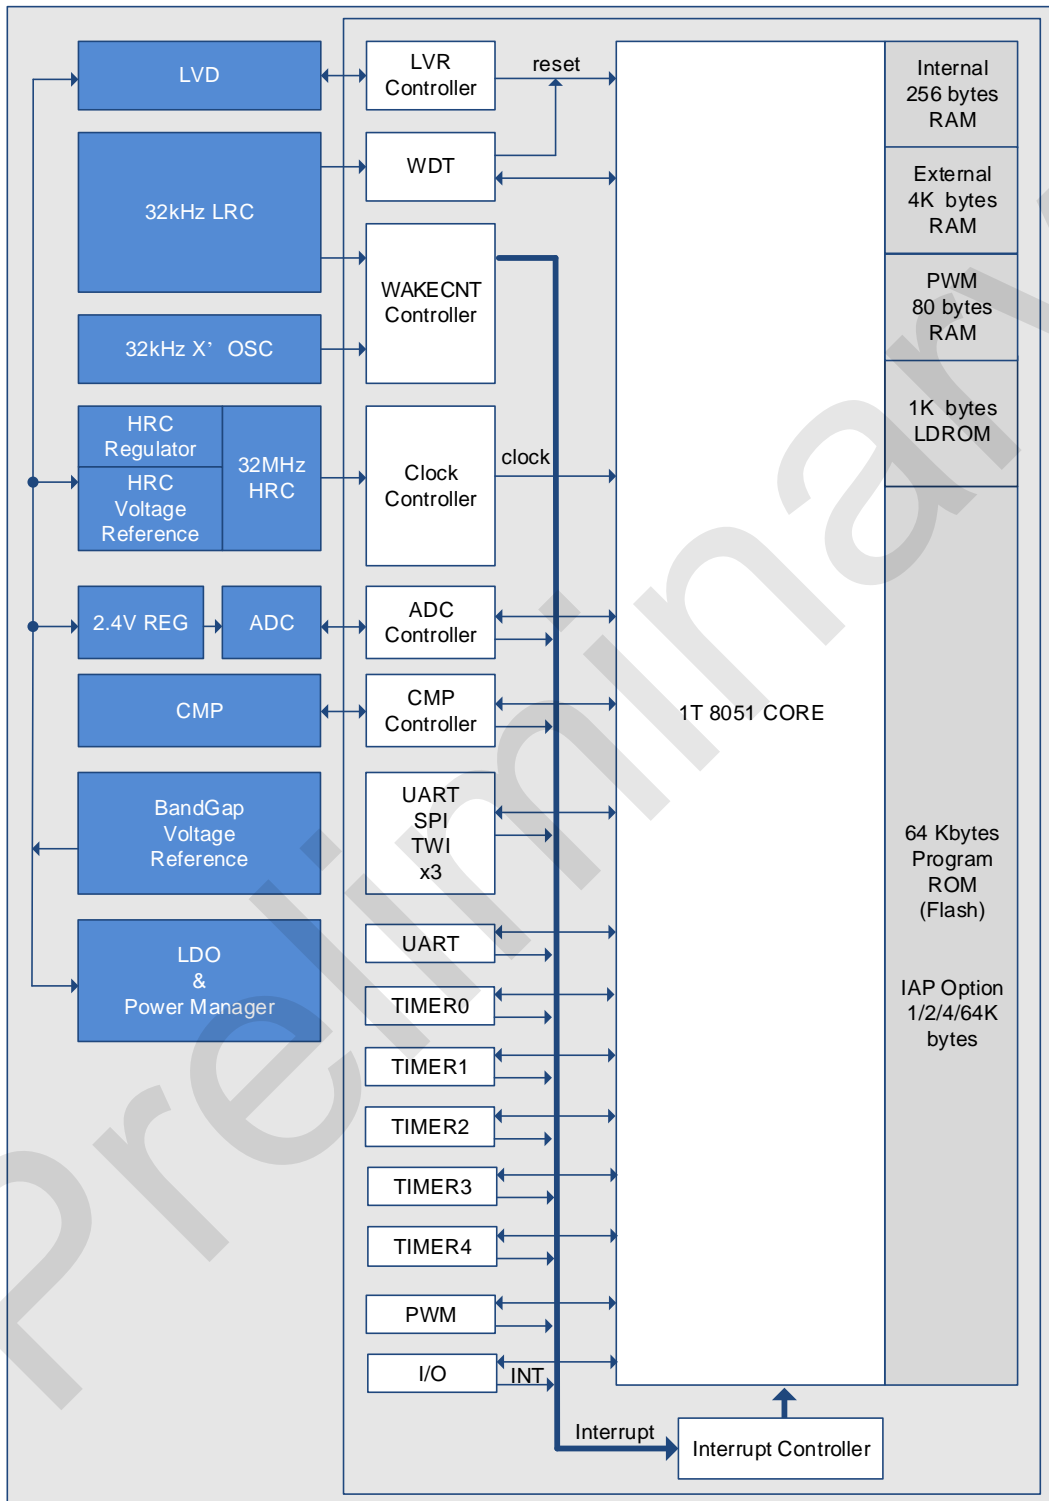 LVD
LVR
Controller
reset
Internal
256 bytes
RAM
WDT
External
4K bytes
RAM
32kHz LRC
WAKECNT
Controller
PWM
80 bytes
RAM
32kHz X' OSC
1K bytes
LDROM
HRC
Regulator
HRC
Voltage
Reference
32MHz
HRC
Clock
Controller
clock
2.4V REG
ADC
ADC
Controller
CMP
CMP
Controller
1T 8051 CORE
BandGap
Voltage
Reference
UART
SPI
TWI
x3
64 Kbytes
Program
ROM
(Flash)
IAP Option
1/2/4/64K
bytes
LDO
&
Power Manager
UART
TIMER0
TIMER1
TIMER2
TIMER3
TIMER4
PWM
I/O
INT
Interrupt
Interrupt Controller
Preliminary